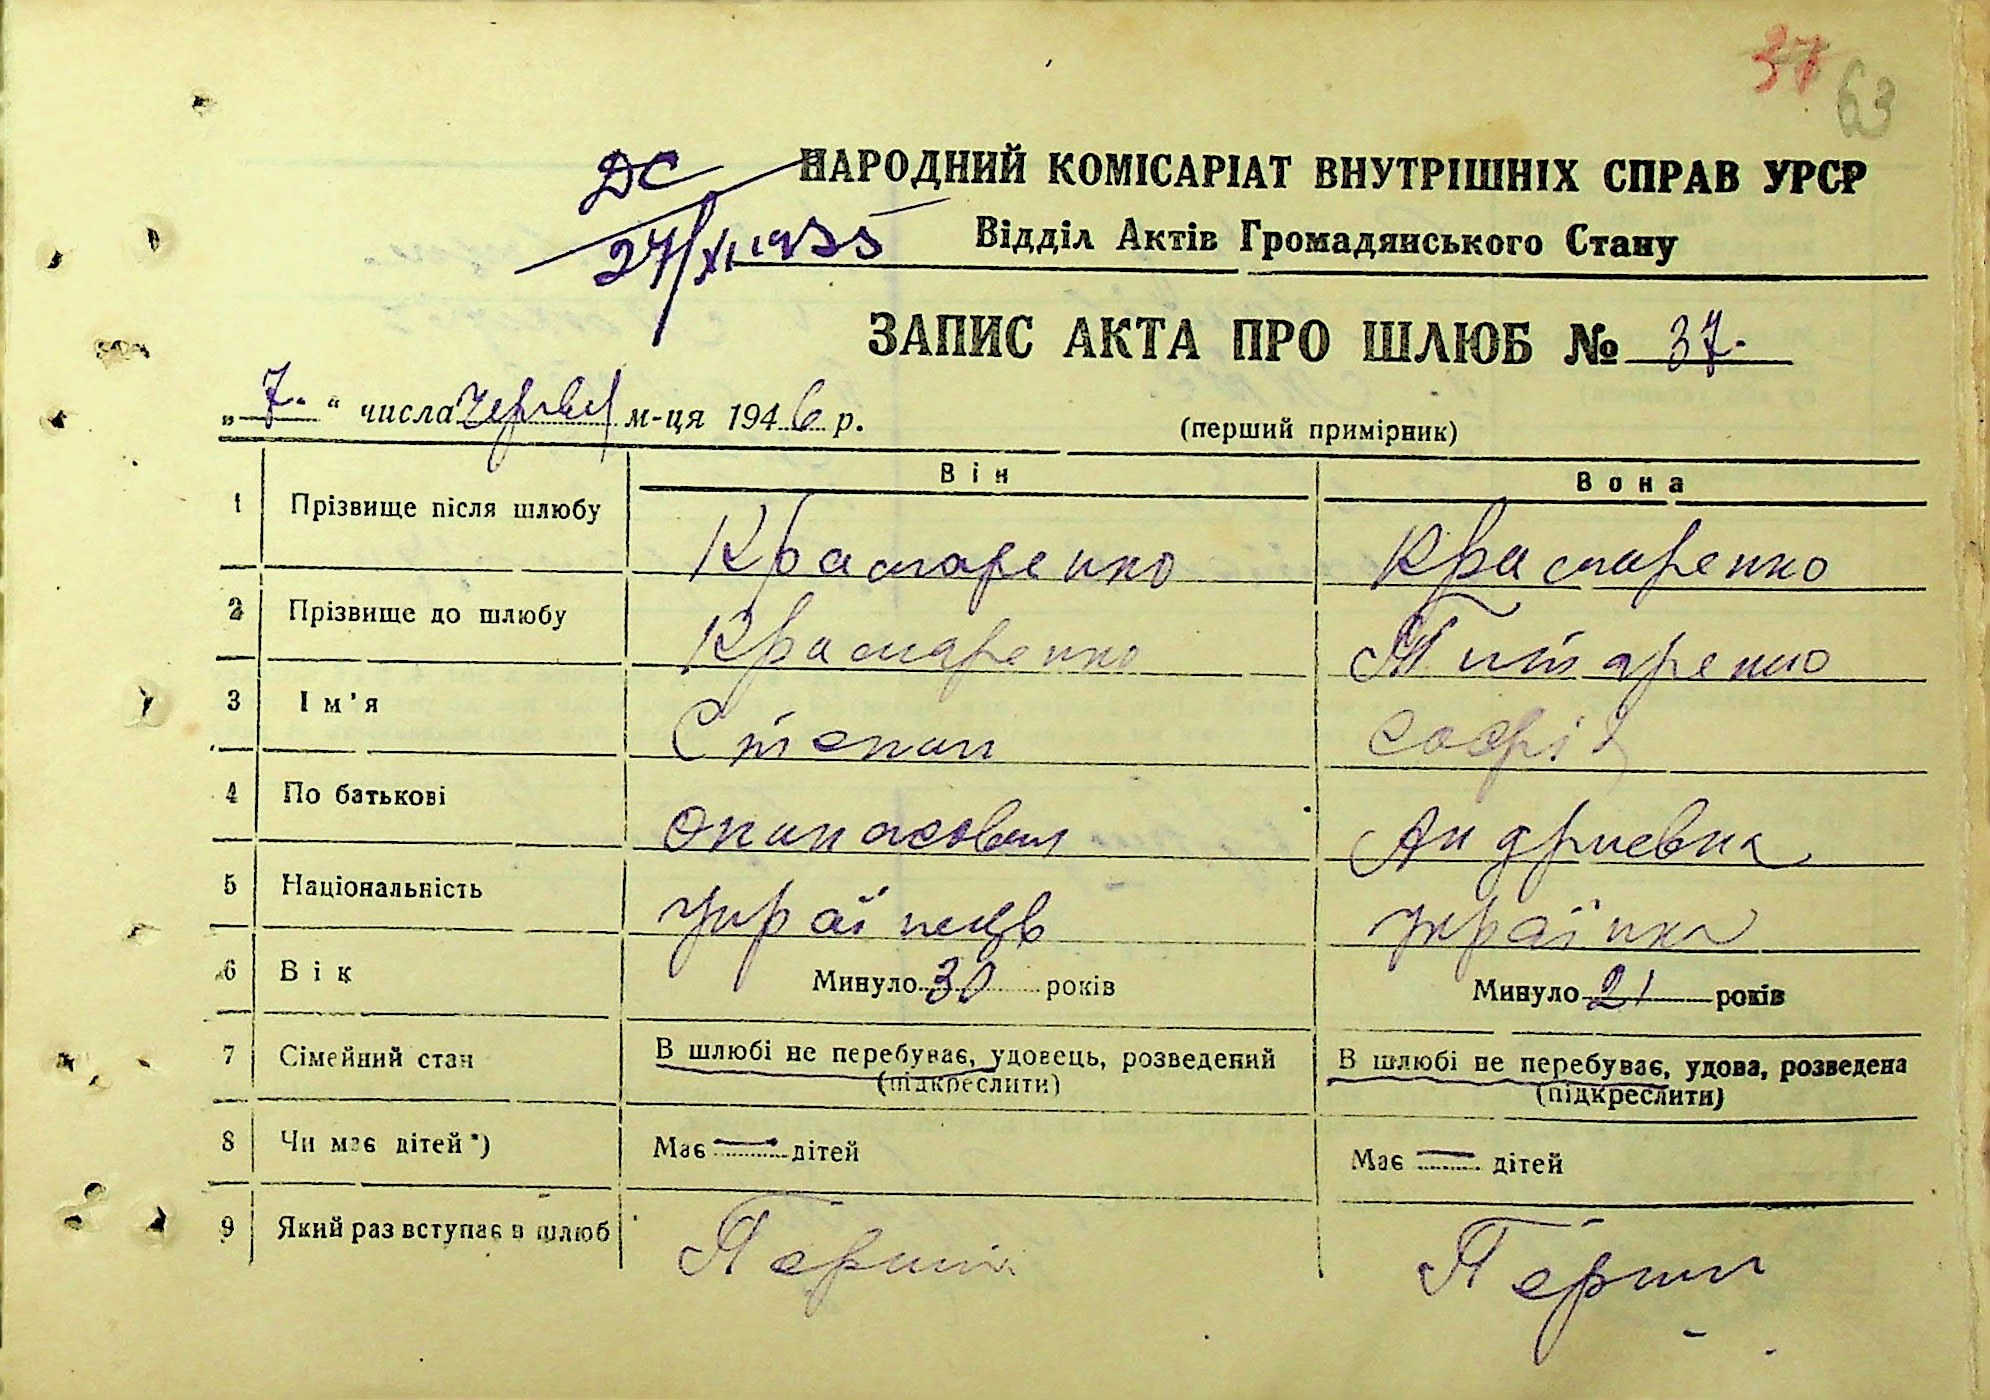 37 63
ДС
НАРОДНИЙ КОМІСАРІАТ ВНУТРІШНІХ СПРАВ УРСР
27/XI 1955
Відділ Актів Громадянського Стану
ЗАПИС АКТА ПРО ШЛЮБ № 37.
„ 7. “ числа червня м-ця 1946 р. (перший примірник)
Він Вона
1 Прізвище після шлюбу Крамаренко Крамаренко
2 Прізвище до шлюбу Крамаренко Титаренко
3 Ім'я Степан Софія
4 По батькові Опанасович Андриевна
5 Національність українець українка
6 Вік Минуло 30 років Минуло 21 років
7 Сімейний стан В шлюбі не перебуває, удовець, розведений В шлюбі не перебуває, удова, розведена
(підкреслити) (підкреслити)
8 Чи має дітей*) Має — дітей Має — дітей
9 Який раз вступає в шлюб Перший Перший